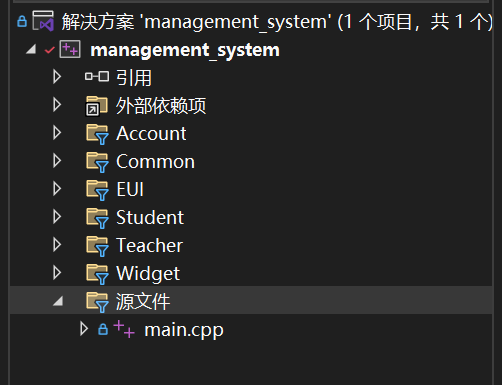 解决方案 'management_system' (1 个项目，共 1 个)
management_system
引用
外部依赖项
Account
Common
EUI
Student
Teacher
Widget
源文件
main.cpp